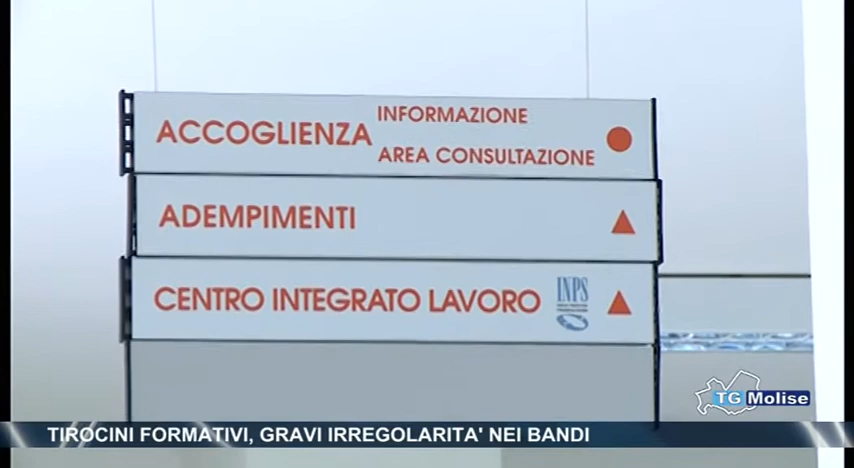 ACCOGLIENZA
INFORMAZIONE
AREA CONSULTAZIONE
ADEMPIMENTI
CENTRO INTEGRATO LAVORO
INPS
TG Molise
TIROCINI FORMATIVI, GRAVI IRREGOLARITA' NEI BANDI